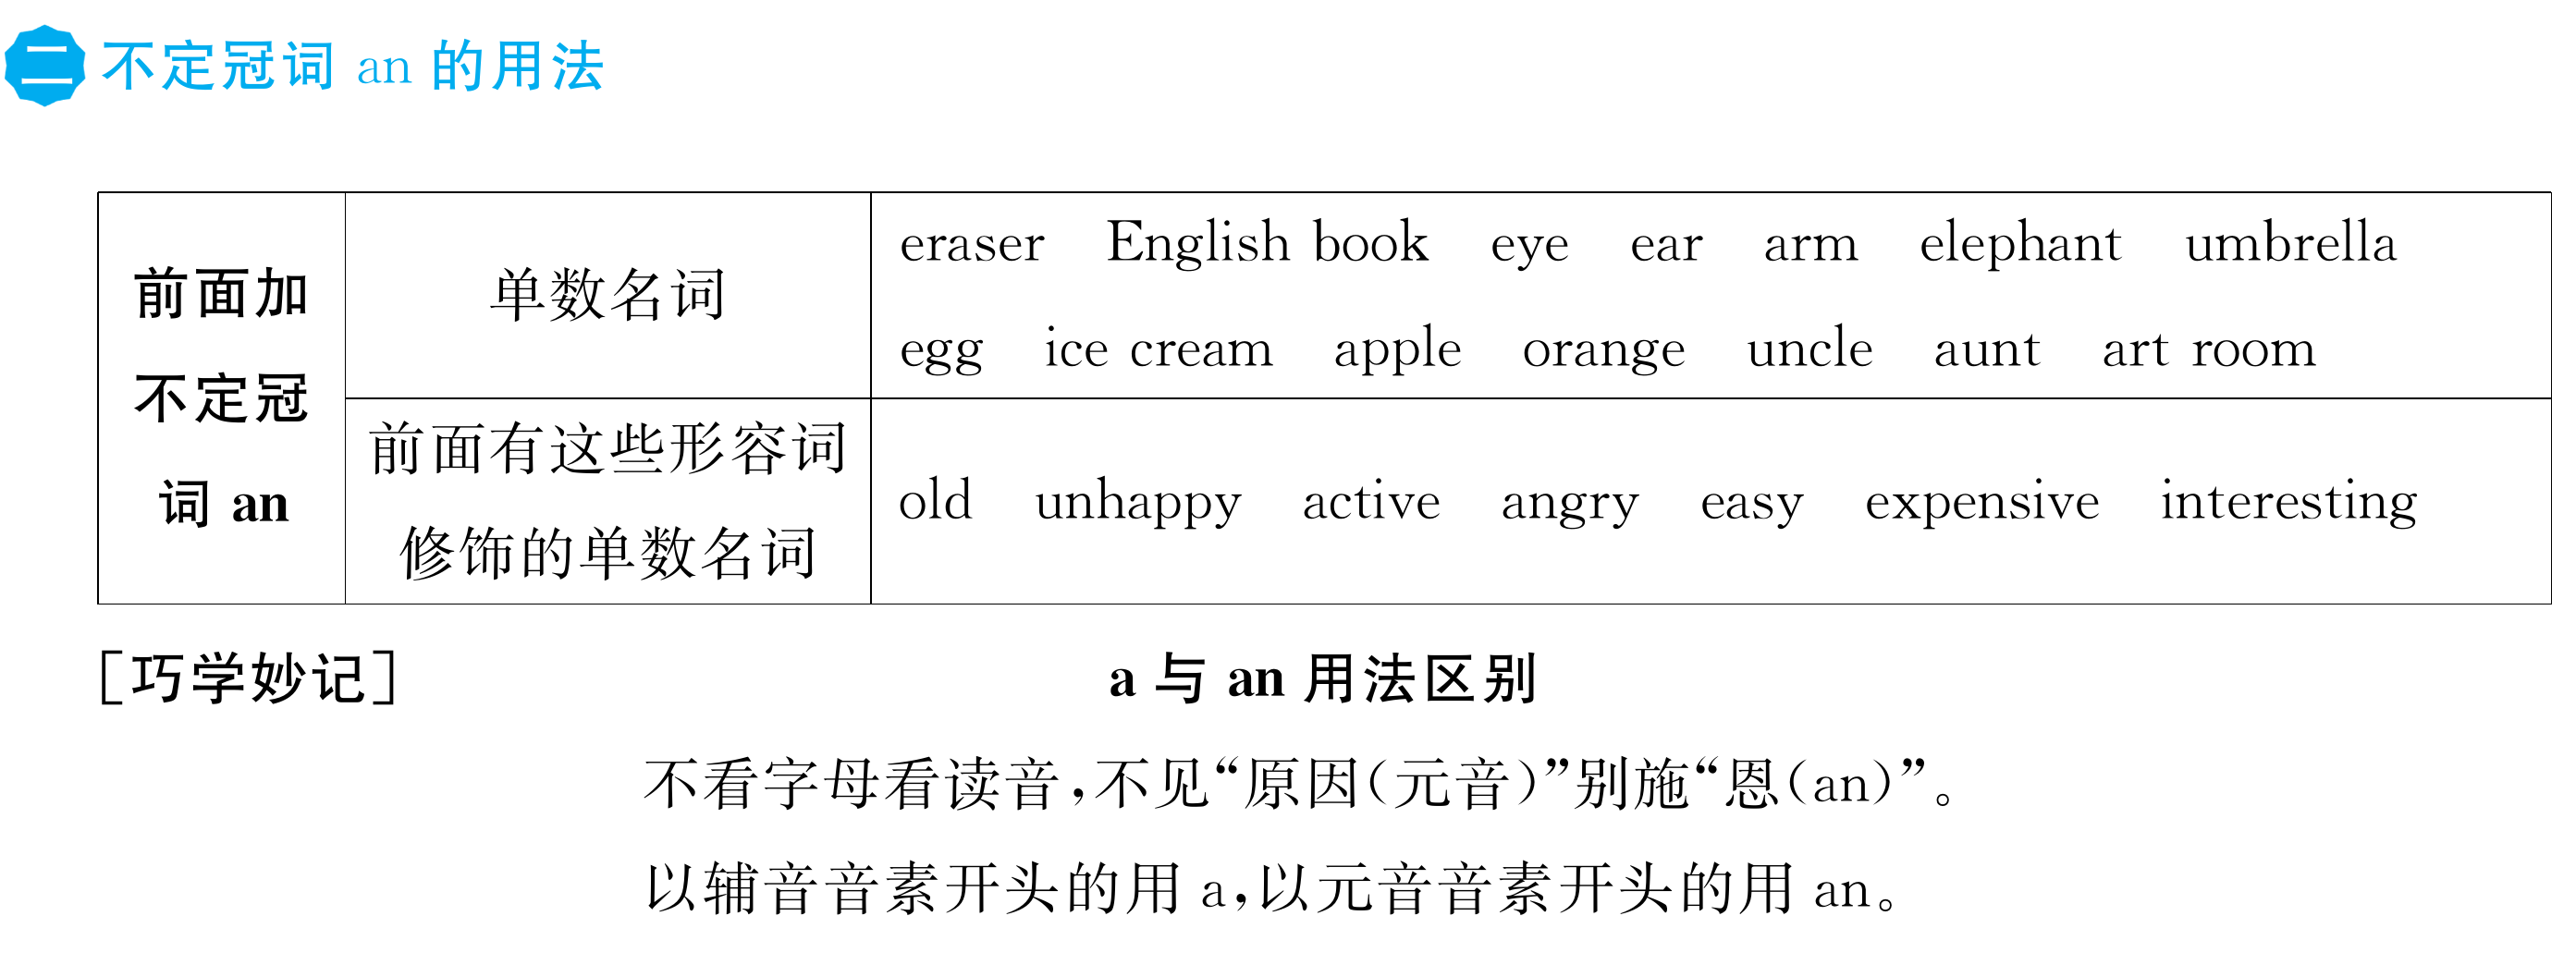 二 不定冠词 an 的用法
前面加
不定冠
词 an
单数名词
eraser English book eye ear arm elephant umbrella
egg ice cream apple orange uncle aunt art room
前面有这些形容词
修饰的单数名词
old unhappy active angry easy expensive interesting
[巧学妙记] a 与 an 用法区别
不看字母看读音,不见“原因(元音)”别施“恩(an)”。
以辅音音素开头的用 a,以元音音素开头的用 an。